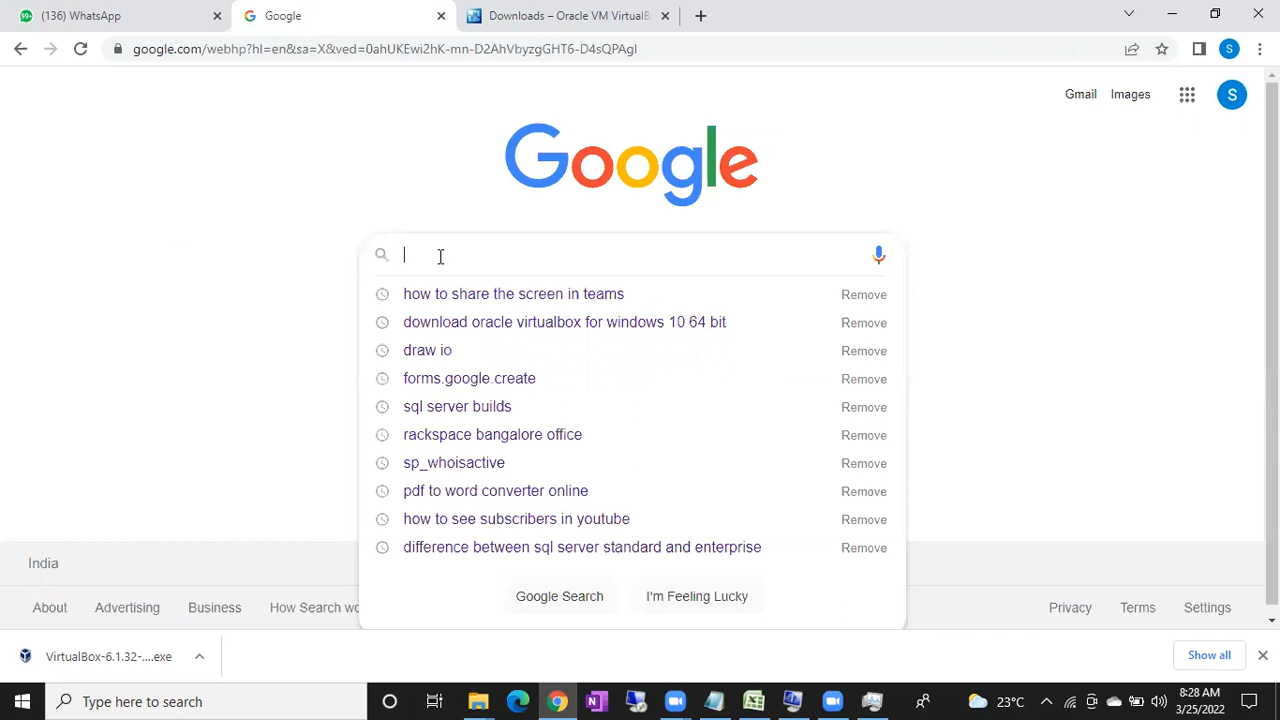 99+ (136) WhatsApp
Google
Downloads – Oracle VM VirtualB
google.com/webhp?hl=en&sa=X&ved=0ahUKEwi2hK-mn-D2AhVbyzgGHT6-D4sQPAgI
S
Gmail Images S
Google
how to share the screen in teams Remove
download oracle virtualbox for windows 10 64 bit Remove
draw io Remove
forms.google.create Remove
sql server builds Remove
rackspace bangalore office Remove
sp_whoisactive Remove
pdf to word converter online Remove
how to see subscribers in youtube Remove
difference between sql server standard and enterprise Remove
India
Google Search I'm Feeling Lucky
About Advertising Business How Search wo Privacy Terms Settings
VirtualBox-6.1.32-....exe Show all
Type here to search 23°C 8:28 AM
3/25/2022